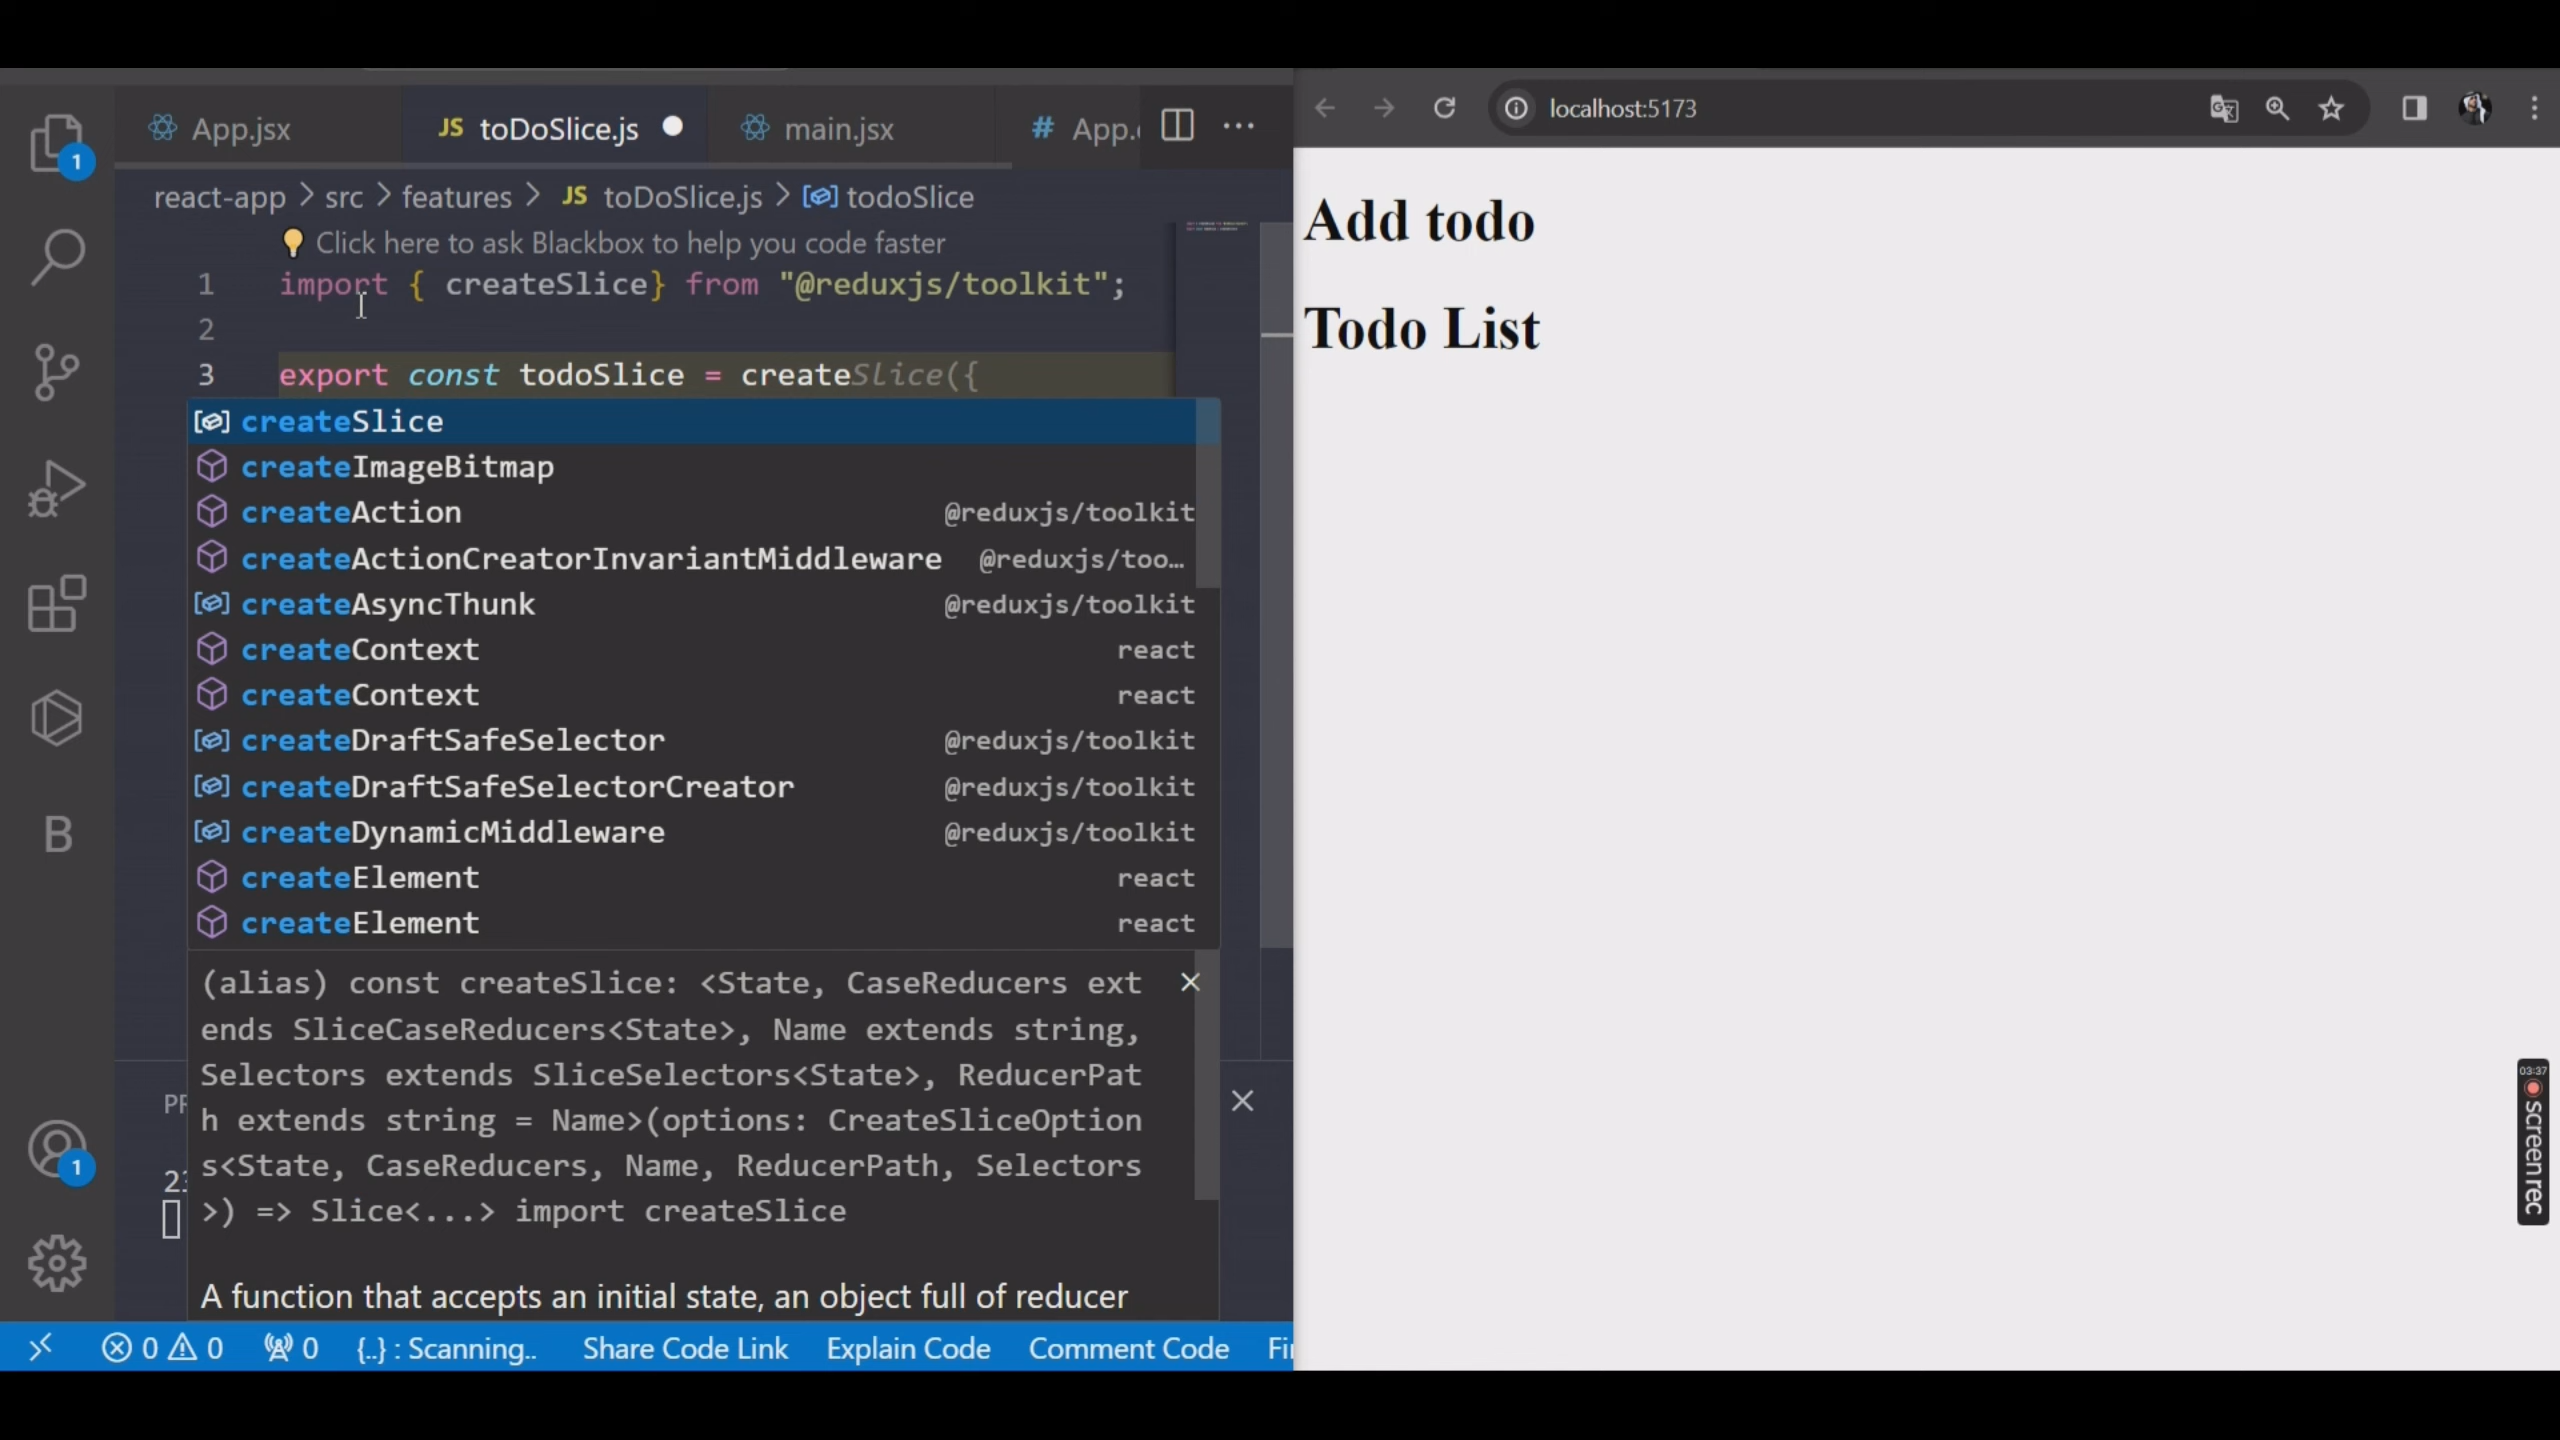 App.jsx
JS toDoSlice.js
main.jsx
# App.
react-app > src > features > JS toDoSlice.js > todoSlice
Click here to ask Blackbox to help you code faster
1 import { createSlice} from "@reduxjs/toolkit";
2
3 export const todoSlice = createSlice({
createSlice
createImageBitmap
createAction @reduxjs/toolkit
createActionCreatorInvariantMiddleware @reduxjs/too…
createAsyncThunk @reduxjs/toolkit
createContext react
createContext react
createDraftSafeSelector @reduxjs/toolkit
createDraftSafeSelectorCreator @reduxjs/toolkit
createDynamicMiddleware @reduxjs/toolkit
createElement react
createElement react
(alias) const createSlice: <State, CaseReducers ext
ends SliceCaseReducers<State>, Name extends string,
Selectors extends SliceSelectors<State>, ReducerPat
h extends string = Name>(options: CreateSliceOption
s<State, CaseReducers, Name, ReducerPath, Selectors
>) => Slice<...> import createSlice
A function that accepts an initial state, an object full of reducer
1
B
1
0 0 0 {..} : Scanning.. Share Code Link Explain Code Comment Code Fi
localhost:5173
Add todo
Todo List
03:37
screenrec